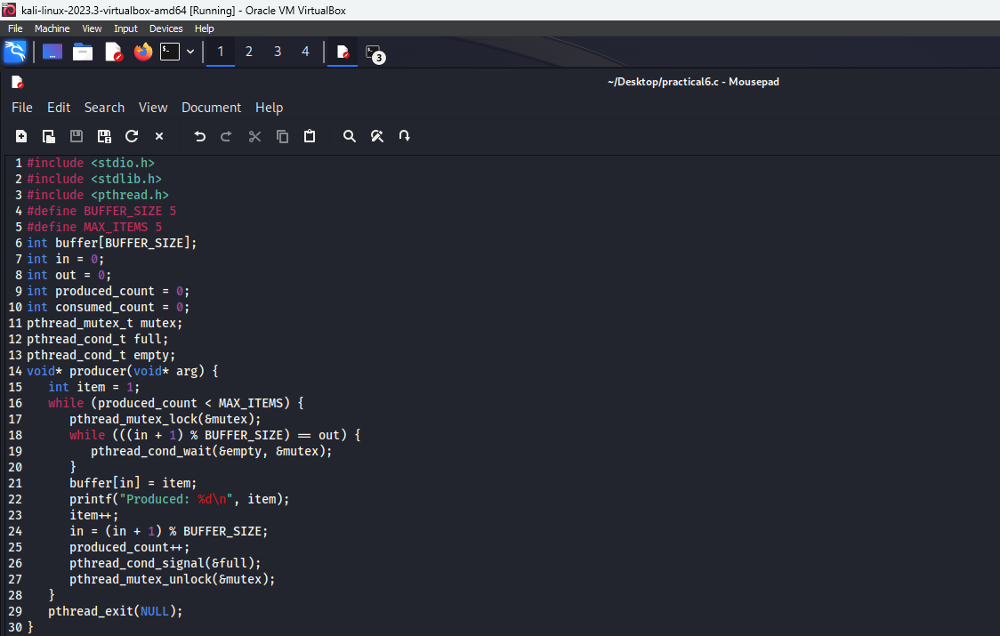 kali-linux-2023.3-virtualbox-amd64 [Running] - Oracle VM VirtualBox
File Machine View Input Devices Help
1 2 3 4 3
~/Desktop/practical6.c - Mousepad
File Edit Search View Document Help
1 #include <stdio.h>
2 #include <stdlib.h>
3 #include <pthread.h>
4 #define BUFFER_SIZE 5
5 #define MAX_ITEMS 5
6 int buffer[BUFFER_SIZE];
7 int in = 0;
8 int out = 0;
9 int produced_count = 0;
10 int consumed_count = 0;
11 pthread_mutex_t mutex;
12 pthread_cond_t full;
13 pthread_cond_t empty;
14 void* producer(void* arg) {
15    int item = 1;
16    while (produced_count < MAX_ITEMS) {
17       pthread_mutex_lock(&mutex);
18       while (((in + 1) % BUFFER_SIZE) == out) {
19          pthread_cond_wait(&empty, &mutex);
20       }
21       buffer[in] = item;
22       printf("Produced: %d\n", item);
23       item++;
24       in = (in + 1) % BUFFER_SIZE;
25       produced_count++;
26       pthread_cond_signal(&full);
27       pthread_mutex_unlock(&mutex);
28    }
29    pthread_exit(NULL);
30 }